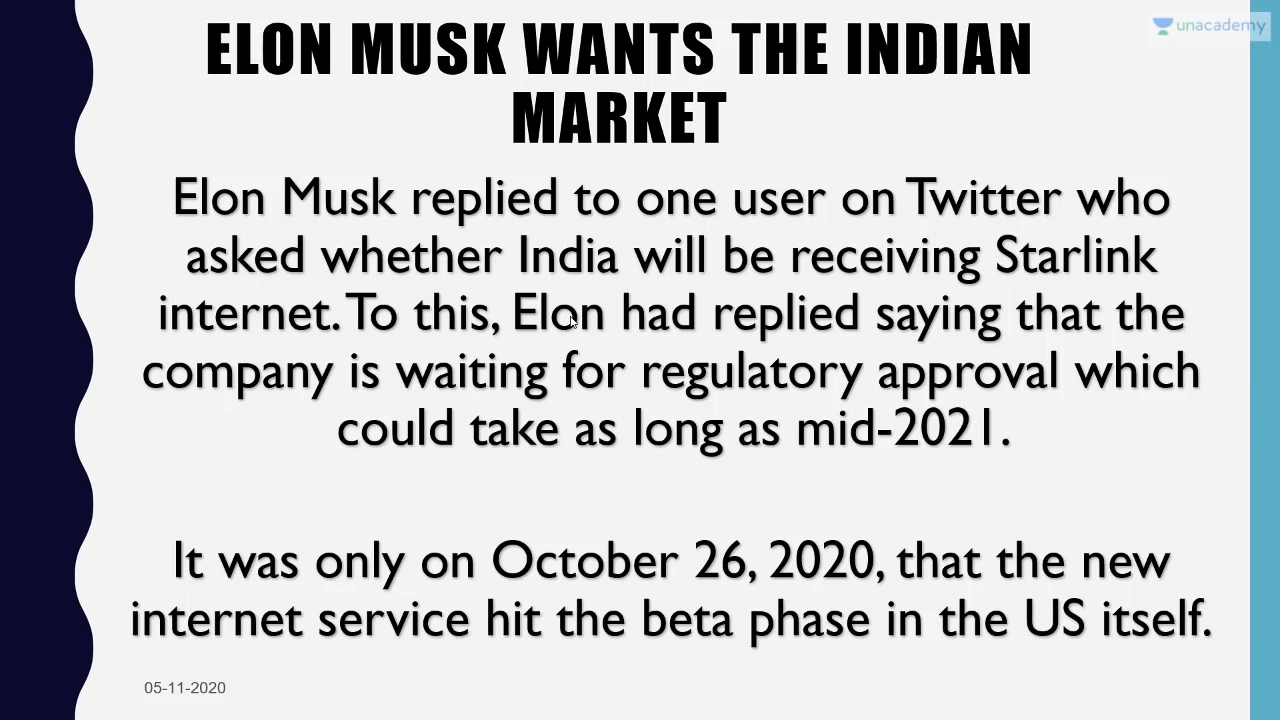 unacademy
ELON MUSK WANTS THE INDIAN
MARKET
Elon Musk replied to one user on Twitter who
asked whether India will be receiving Starlink
internet. To this, Elon had replied saying that the
company is waiting for regulatory approval which
could take as long as mid-2021.
It was only on October 26, 2020, that the new
internet service hit the beta phase in the US itself.
05-11-2020